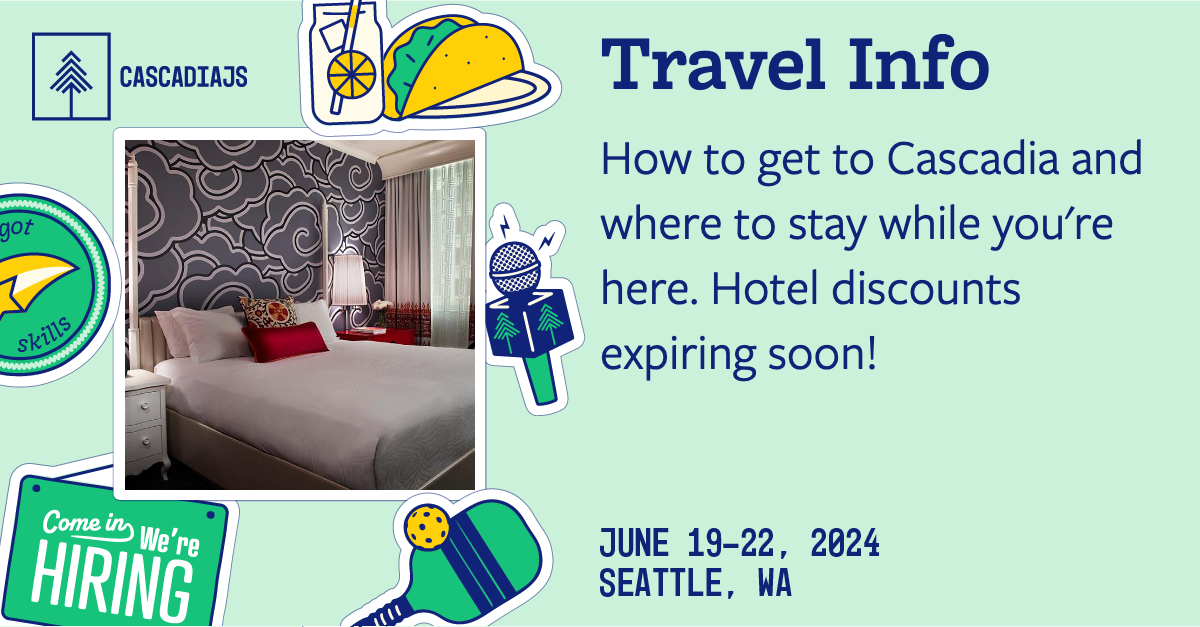 CASCADIAJS
Travel Info
How to get to Cascadia and
where to stay while you're
here. Hotel discounts
expiring soon!
JUNE 19-22, 2024
SEATTLE, WA
got
skills
Come in
We're
HIRING